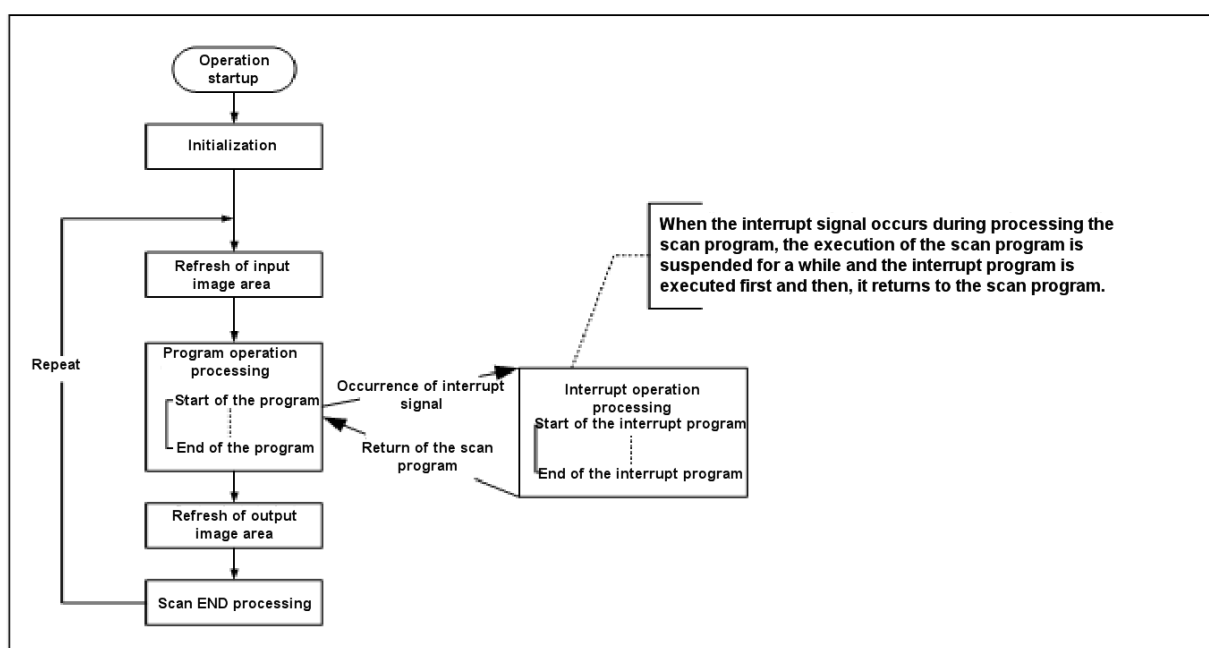 Operation
startup
Initialization
When the interrupt signal occurs during processing the
scan program, the execution of the scan program is
suspended for a while and the interrupt program is
executed first and then, it returns to the scan program.
Refresh of input
image area
Repeat
Program operation
processing
Start of the program
End of the program
Occurrence of interrupt
signal
Return of the scan
program
Interrupt operation
processing
Start of the interrupt program
End of the interrupt program
Refresh of output
image area
Scan END processing